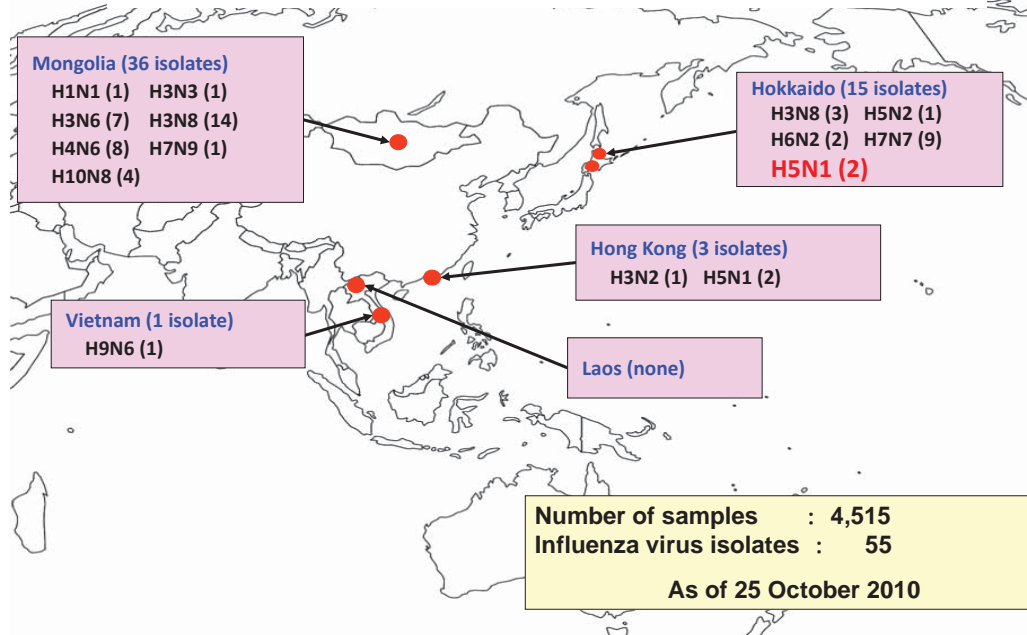 Mongolia (36 isolates)
H1N1 (1) H3N3 (1)
H3N6 (7) H3N8 (14)
H4N6 (8) H7N9 (1)
H10N8 (4)
Hokkaido (15 isolates)
H3N8 (3) H5N2 (1)
H6N2 (2) H7N7 (9)
H5N1 (2)
Hong Kong (3 isolates)
H3N2 (1) H5N1 (2)
Vietnam (1 isolate)
H9N6 (1)
Laos (none)
Number of samples : 4,515
Influenza virus isolates : 55
As of 25 October 2010